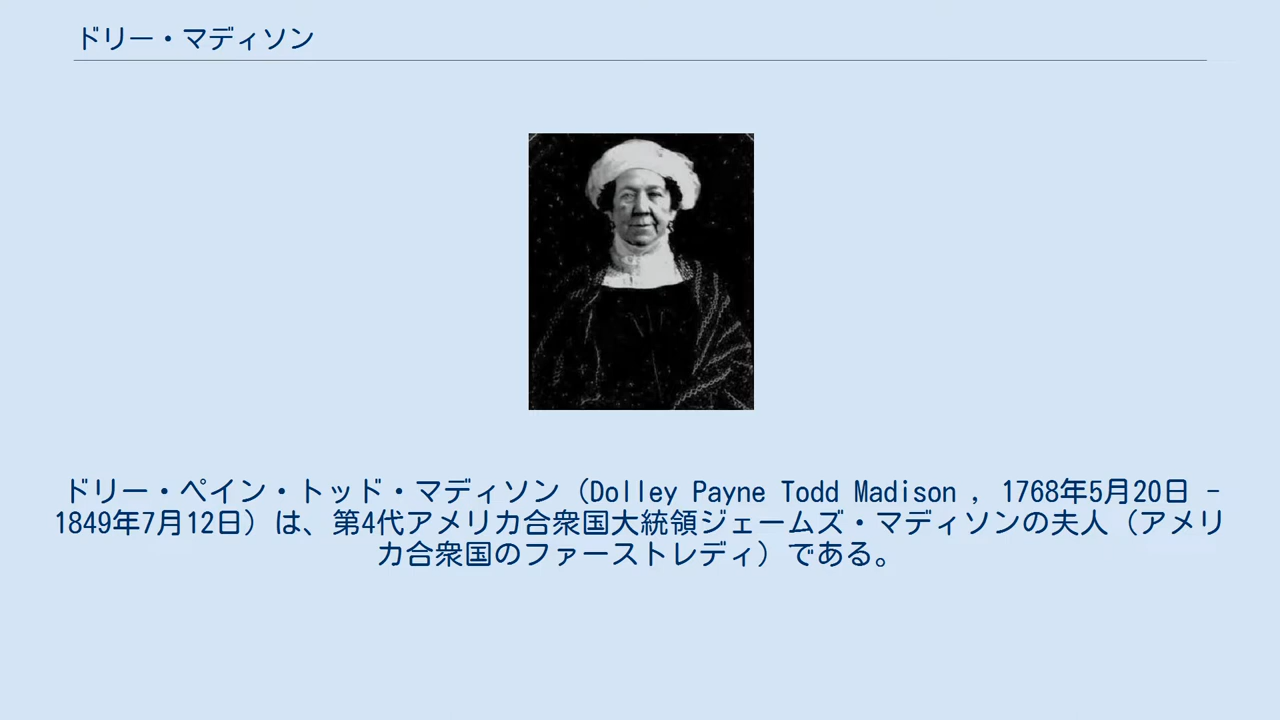 ドリー・マディソン
ドリー・ペイン・トッド・マディソン（Dolley Payne Todd Madison , 1768年5月20日 -
1849年7月12日）は、第4代アメリカ合衆国大統領ジェームズ・マディソンの夫人（アメリ
カ合衆国のファーストレディ）である。